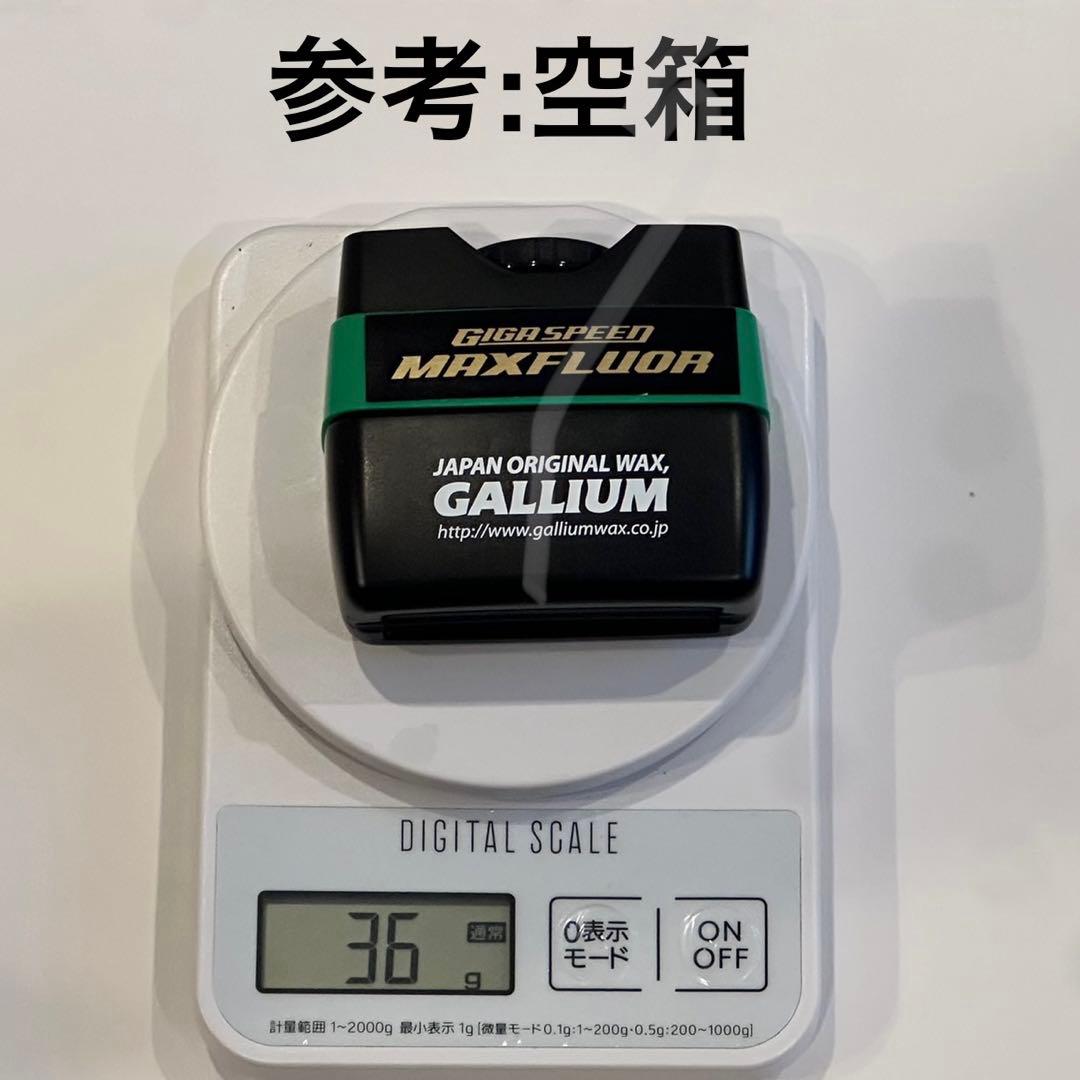 参考:空箱
GIGA SPEED
MAXFLUOR
JAPAN ORIGINAL WAX,
GALLIUM
http://www.galliumwax.co.jp
DIGITAL SCALE
36 通常 g
0表示 モード
ON OFF
計量範囲 1~2000g 最小表示 1g [微量モード0.1g:1~200g・0.5g:200~1000g]